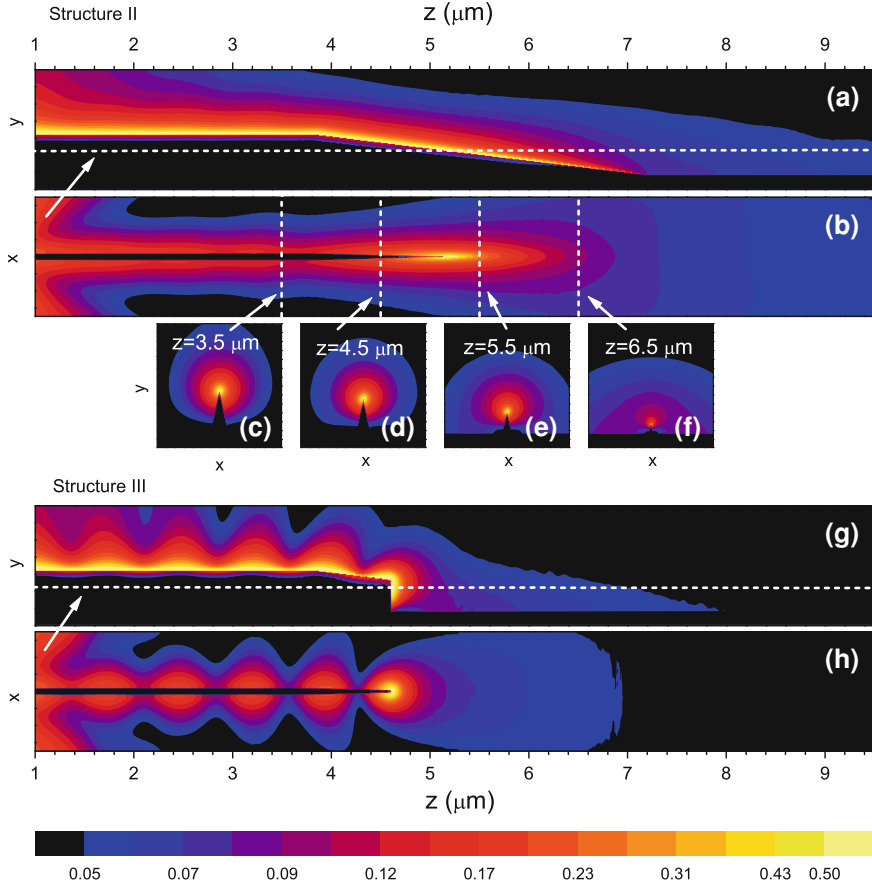 Structure II
z (μm)
1 2 3 4 5 6 7 8 9
y
(a)
x
(b)
z=3.5 μm
z=4.5 μm
z=5.5 μm
z=6.5 μm
y
(c)
(d)
(e)
(f)
x x x x
Structure III
y
(g)
x
(h)
1 2 3 4 5 6 7 8 9
z (μm)
0.05 0.07 0.09 0.12 0.17 0.23 0.31 0.43 0.50